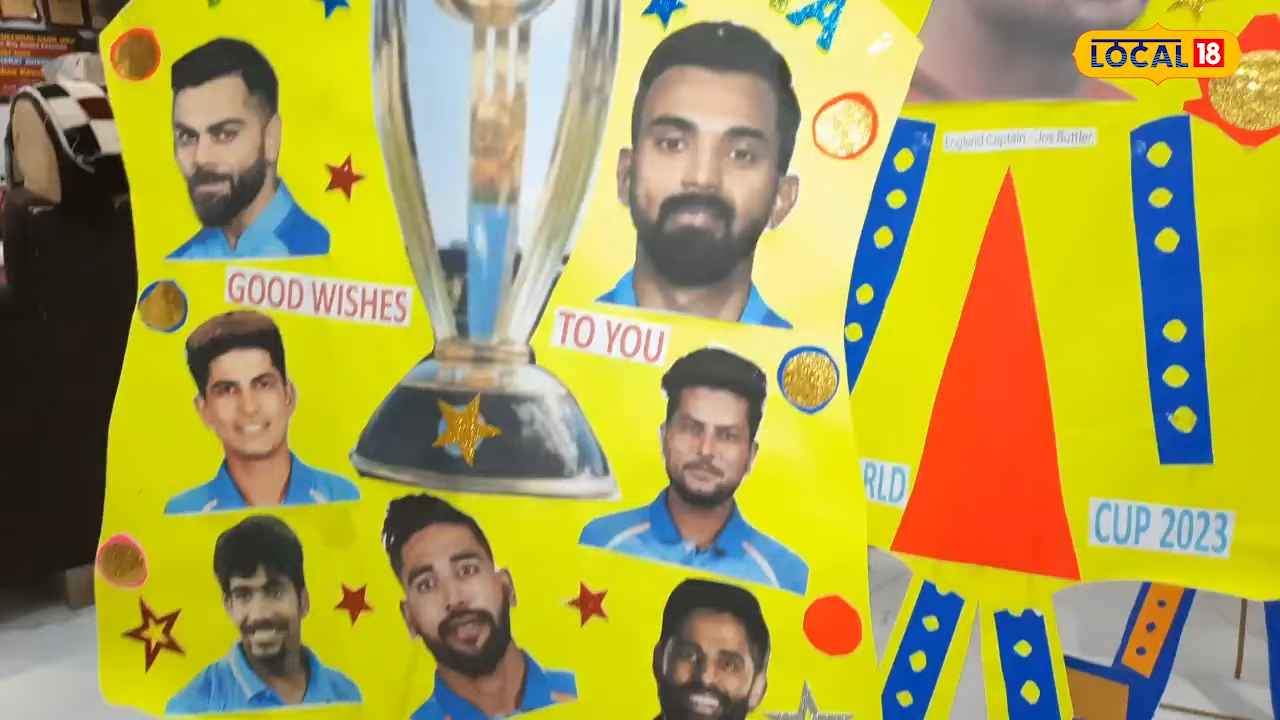 LOCAL 18
England Captain - Jos Buttler
GOOD WISHES
TO YOU
RLD
CUP 2023